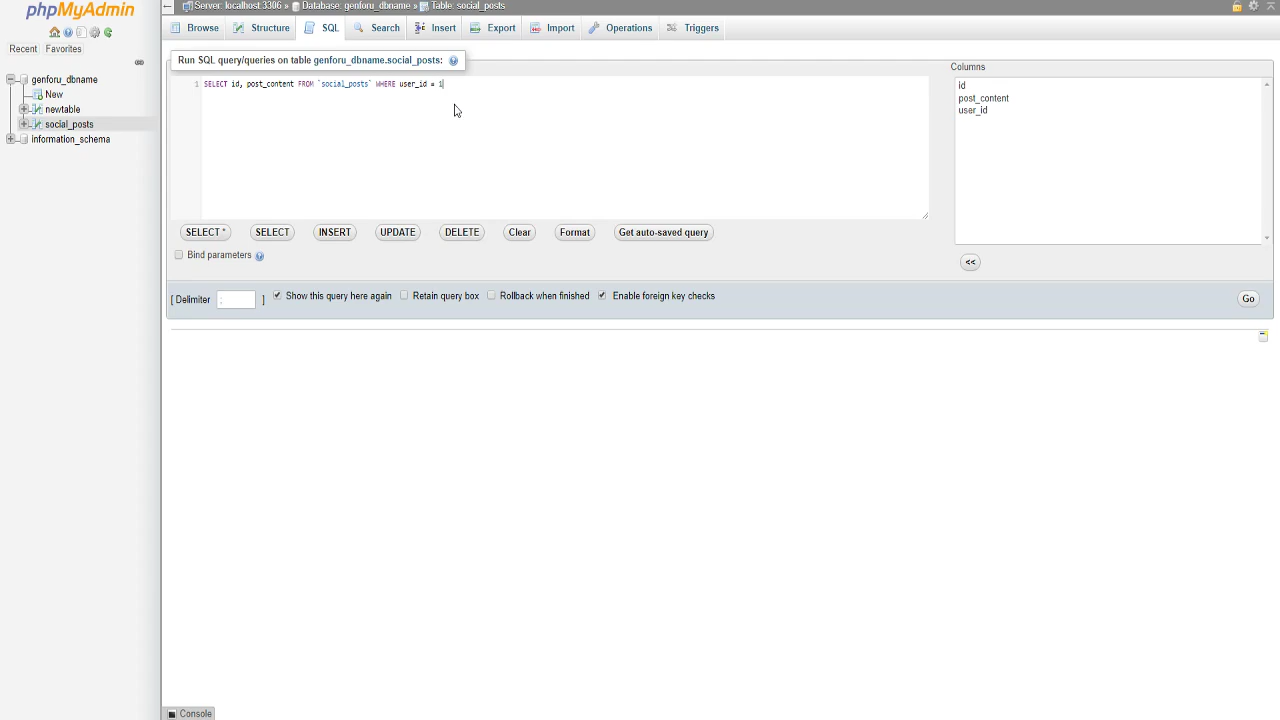 phpMyAdmin
Recent Favorites
genforu_dbname
New
newtable
social_posts
information_schema
Server: localhost:3306 » Database: genforu_dbname » Table: social_posts
Browse Structure SQL Search Insert Export Import Operations Triggers
Run SQL query/queries on table genforu_dbname.social_posts:
1 SELECT id, post_content FROM `social_posts` WHERE user_id = 1
Columns
id
post_content
user_id
SELECT * SELECT INSERT UPDATE DELETE Clear Format Get auto-saved query
Bind parameters
<<
[ Delimiter ; ] Show this query here again Retain query box Rollback when finished Enable foreign key checks Go
Console